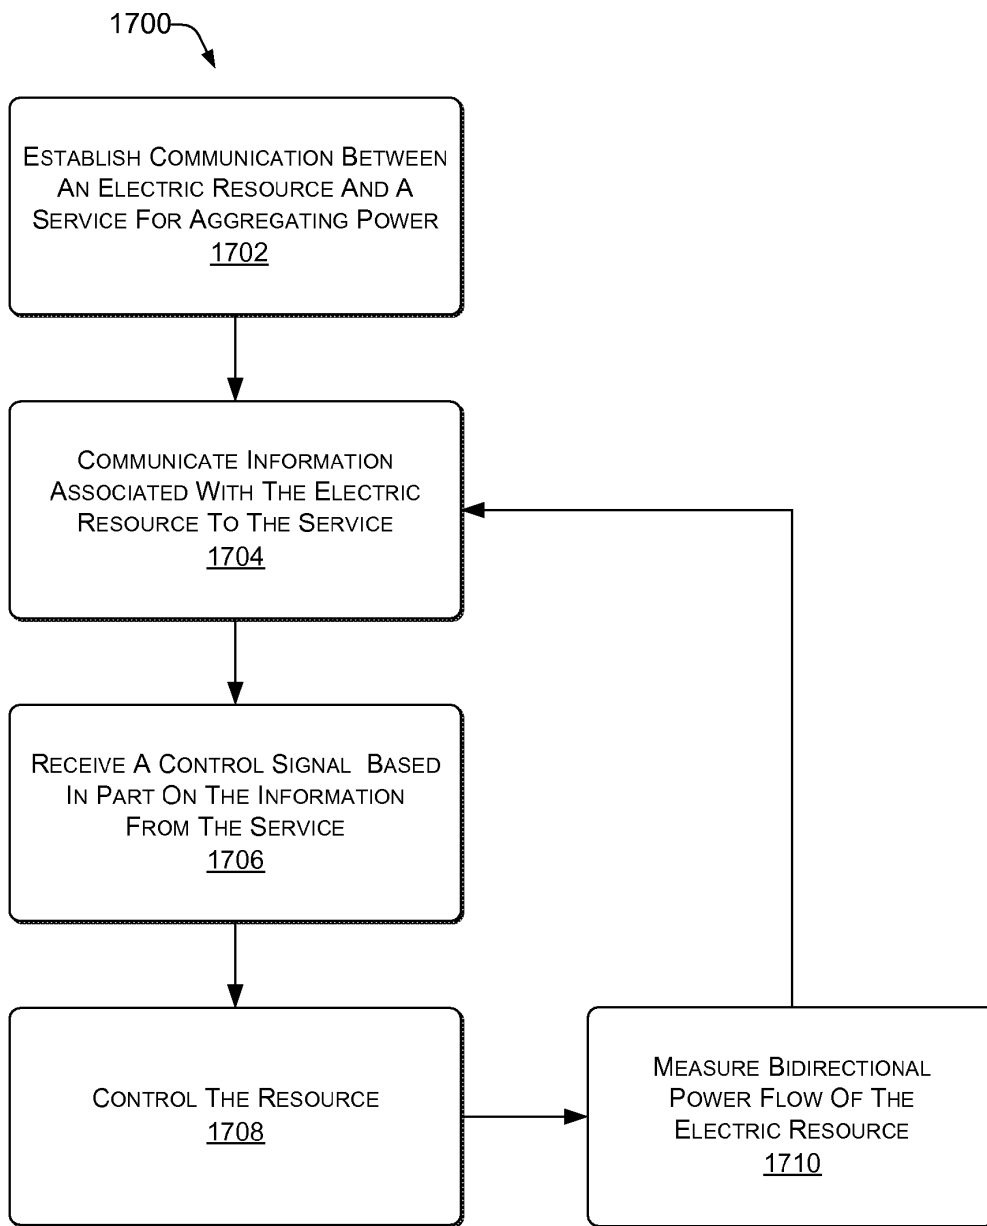 1700
ESTABLISH COMMUNICATION BETWEEN
AN ELECTRIC RESOURCE AND A
SERVICE FOR AGGREGATING POWER
1702
COMMUNICATE INFORMATION
ASSOCIATED WITH THE ELECTRIC
RESOURCE TO THE SERVICE
1704
RECEIVE A CONTROL SIGNAL BASED
IN PART ON THE INFORMATION
FROM THE SERVICE
1706
CONTROL THE RESOURCE
1708
MEASURE BIDIRECTIONAL
POWER FLOW OF THE
ELECTRIC RESOURCE
1710